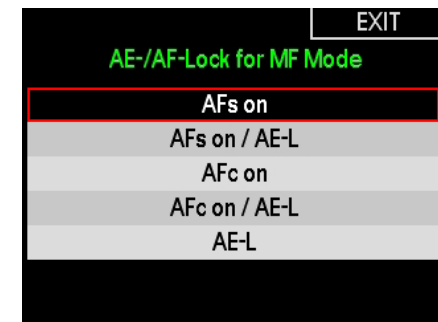 EXIT
AE-/AF-Lock for MF Mode
AFs on
AFs on / AE-L
AFc on
AFc on / AE-L
AE-L